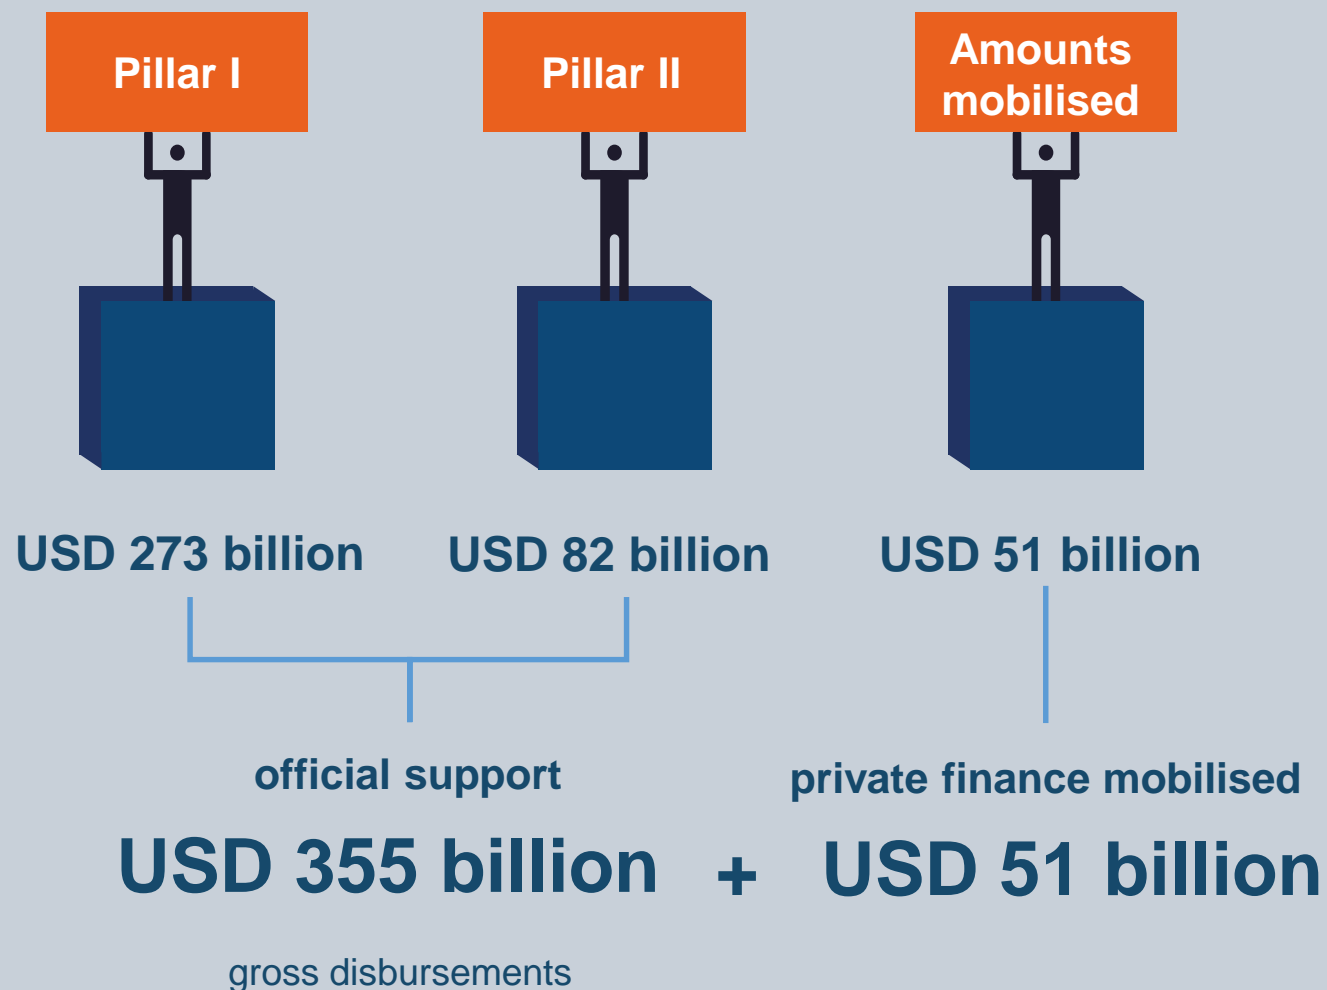 Pillar I
Pillar II
Amounts
mobilised
USD 273 billion
USD 82 billion
USD 51 billion
official support
private finance mobilised
USD 355 billion + USD 51 billion
gross disbursements